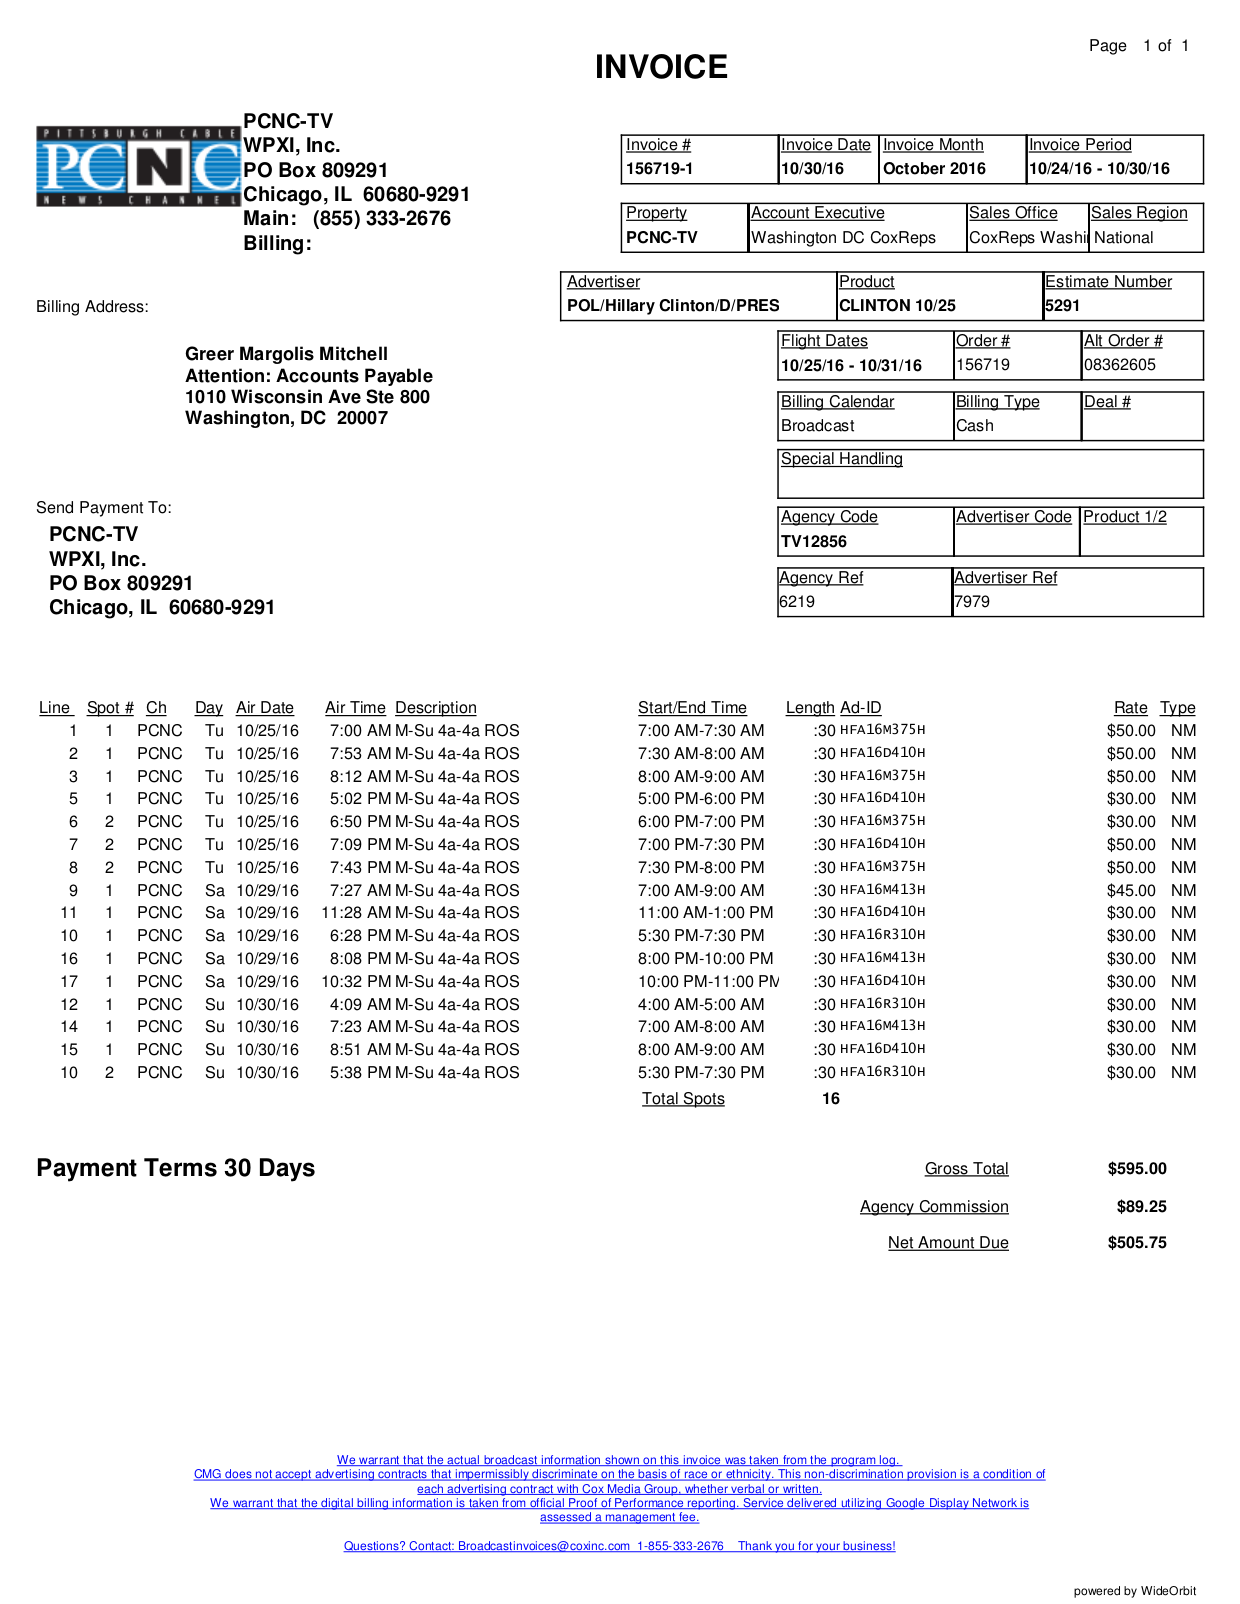 Page 1 of 1
INVOICE
PITTSBURGH CABLE
PCNC
NEWS CHANNEL
PCNC-TV
WPXI, Inc.
PO Box 809291
Chicago, IL 60680-9291
Main: (855) 333-2676
Billing:
Invoice # Invoice Date Invoice Month Invoice Period
156719-1 10/30/16 October 2016 10/24/16 - 10/30/16
Property Account Executive Sales Office Sales Region
PCNC-TV Washington DC CoxReps CoxReps Washi National
Advertiser Product Estimate Number
POL/Hillary Clinton/D/PRES CLINTON 10/25 5291
Billing Address:
Greer Margolis Mitchell
Attention: Accounts Payable
1010 Wisconsin Ave Ste 800
Washington, DC 20007
Flight Dates Order # Alt Order #
10/25/16 - 10/31/16 156719 08362605
Billing Calendar Billing Type Deal #
Broadcast Cash
Special Handling
Agency Code Advertiser Code Product 1/2
TV12856
Agency Ref Advertiser Ref
6219 7979
Send Payment To:
PCNC-TV
WPXI, Inc.
PO Box 809291
Chicago, IL 60680-9291
Line Spot # Ch Day Air Date Air Time Description Start/End Time Length Ad-ID Rate Type
1 1 PCNC Tu 10/25/16 7:00 AM M-Su 4a-4a ROS 7:00 AM-7:30 AM :30 HFA16M375H $50.00 NM
2 1 PCNC Tu 10/25/16 7:53 AM M-Su 4a-4a ROS 7:30 AM-8:00 AM :30 HFA16D410H $50.00 NM
3 1 PCNC Tu 10/25/16 8:12 AM M-Su 4a-4a ROS 8:00 AM-9:00 AM :30 HFA16M375H $50.00 NM
5 1 PCNC Tu 10/25/16 5:02 PM M-Su 4a-4a ROS 5:00 PM-6:00 PM :30 HFA16D410H $30.00 NM
6 2 PCNC Tu 10/25/16 6:50 PM M-Su 4a-4a ROS 6:00 PM-7:00 PM :30 HFA16M375H $50.00 NM
7 2 PCNC Tu 10/25/16 7:09 PM M-Su 4a-4a ROS 7:00 PM-7:30 PM :30 HFA16D410H $50.00 NM
8 2 PCNC Tu 10/25/16 7:43 PM M-Su 4a-4a ROS 7:30 PM-8:00 PM :30 HFA16M375H $50.00 NM
9 1 PCNC Sa 10/29/16 7:27 AM M-Su 4a-4a ROS 7:00 AM-9:00 AM :30 HFA16M413H $45.00 NM
11 1 PCNC Sa 10/29/16 11:28 AM M-Su 4a-4a ROS 11:00 AM-1:00 PM :30 HFA16D410H $30.00 NM
10 1 PCNC Sa 10/29/16 6:28 PM M-Su 4a-4a ROS 5:30 PM-7:30 PM :30 HFA16R310H $30.00 NM
16 1 PCNC Sa 10/29/16 8:08 PM M-Su 4a-4a ROS 8:00 PM-10:00 PM :30 HFA16M413H $30.00 NM
17 1 PCNC Sa 10/29/16 10:32 PM M-Su 4a-4a ROS 10:00 PM-11:00 PM :30 HFA16D410H $30.00 NM
12 1 PCNC Su 10/30/16 4:09 AM M-Su 4a-4a ROS 4:00 AM-5:00 AM :30 HFA16R310H $30.00 NM
14 1 PCNC Su 10/30/16 7:23 AM M-Su 4a-4a ROS 7:00 AM-8:00 AM :30 HFA16M413H $30.00 NM
15 1 PCNC Su 10/30/16 8:51 AM M-Su 4a-4a ROS 8:00 AM-9:00 AM :30 HFA16D410H $30.00 NM
10 2 PCNC Su 10/30/16 5:38 PM M-Su 4a-4a ROS 5:30 PM-7:30 PM :30 HFA16R310H $30.00 NM
Total Spots 16
Payment Terms 30 Days
Gross Total $595.00
Agency Commission $89.25
Net Amount Due $505.75
We warrant that the actual broadcast information shown on this invoice was taken from the program log.
CMG does not accept advertising contracts that impermissibly discriminate on the basis of race or ethnicity. This non-discrimination provision is a condition of
each advertising contract with Cox Media Group, whether verbal or written.
We warrant that the digital billing information is taken from official Proof of Performance reporting. Service delivered utilizing Google Display Network is
assessed a management fee.
Questions? Contact: Broadcastinvoices@coxinc.com 1-855-333-2676 Thank you for your business!
powered by WideOrbit